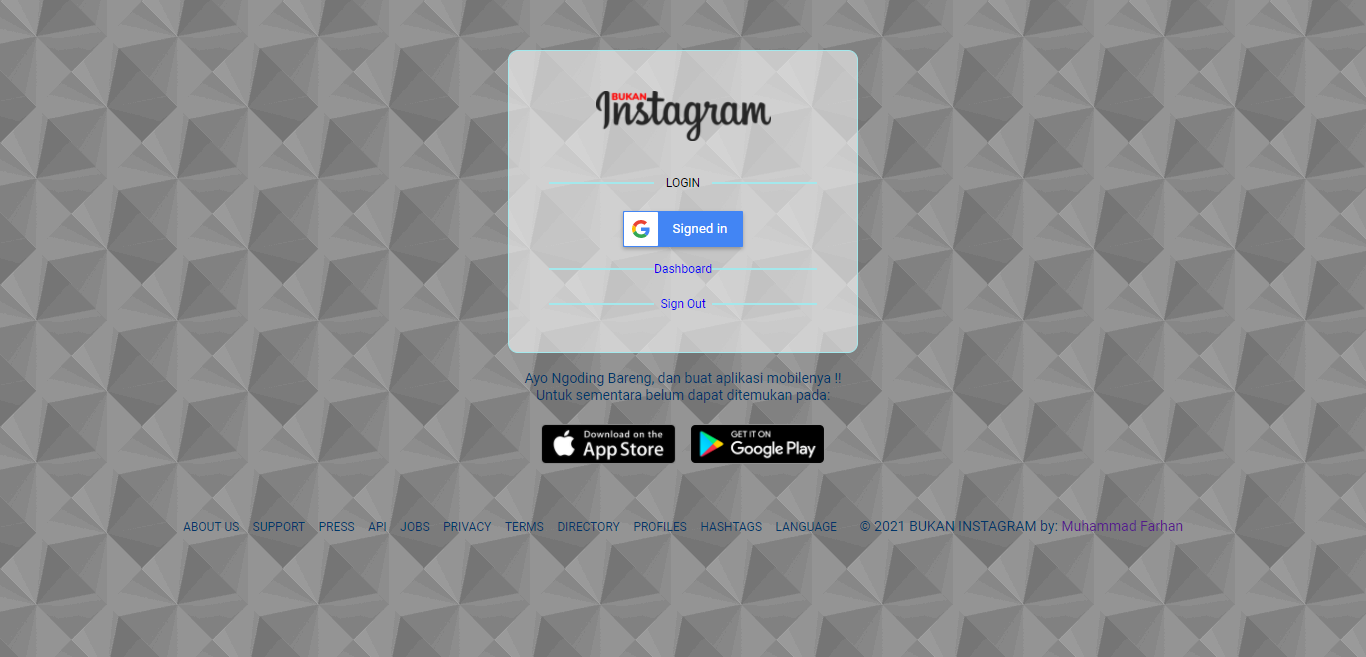 BUKAN
Instagram
LOGIN
Signed in
Dashboard
Sign Out
Ayo Ngoding Bareng, dan buat aplikasi mobilenya !!
Untuk sementara belum dapat ditemukan pada:
Download on the
App Store
GET IT ON
Google Play
ABOUT US SUPPORT PRESS API JOBS PRIVACY TERMS DIRECTORY PROFILES HASHTAGS LANGUAGE © 2021 BUKAN INSTAGRAM by: Muhammad Farhan